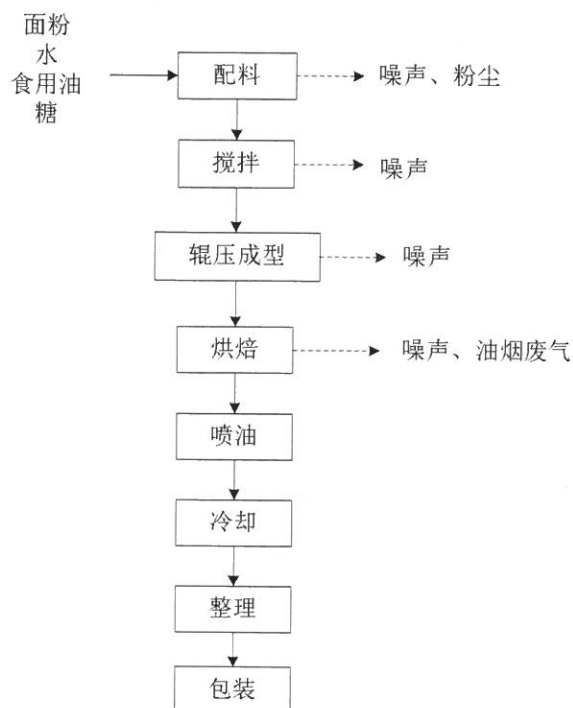 面粉
水
食用油
糖
配料
噪声、粉尘
搅拌
噪声
辊压成型
噪声
烘焙
噪声、油烟废气
喷油
冷却
整理
包装